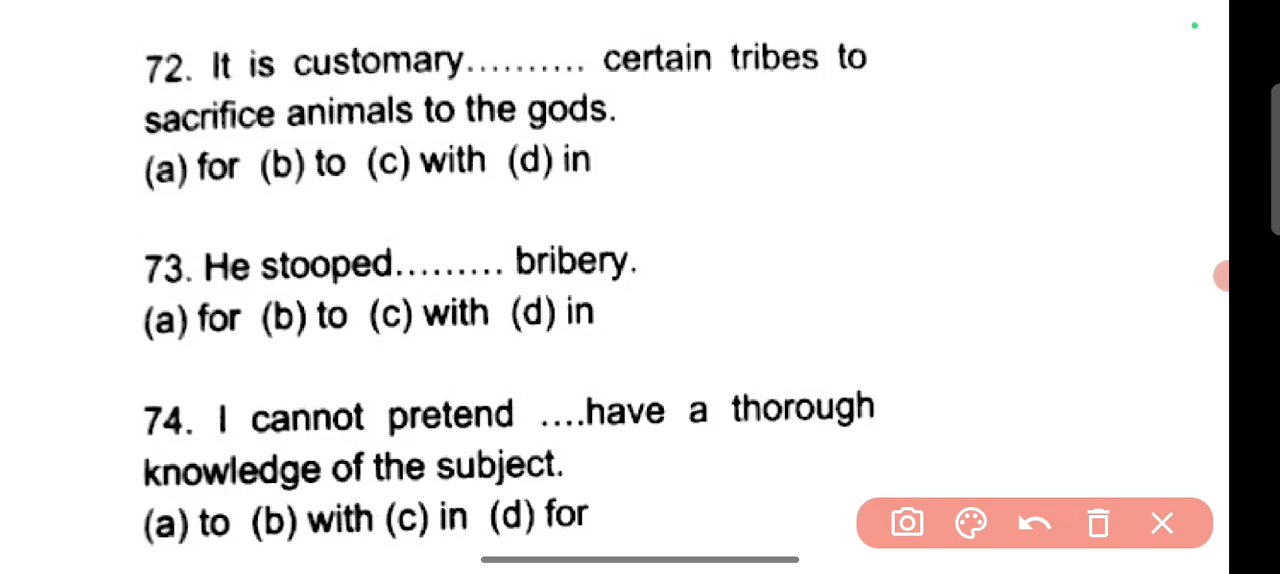 72. It is customary.......... certain tribes to
sacrifice animals to the gods.
(a) for (b) to (c) with (d) in
73. He stooped......... bribery.
(a) for (b) to (c) with (d) in
74. I cannot pretend ....have a thorough
knowledge of the subject.
(a) to (b) with (c) in (d) for